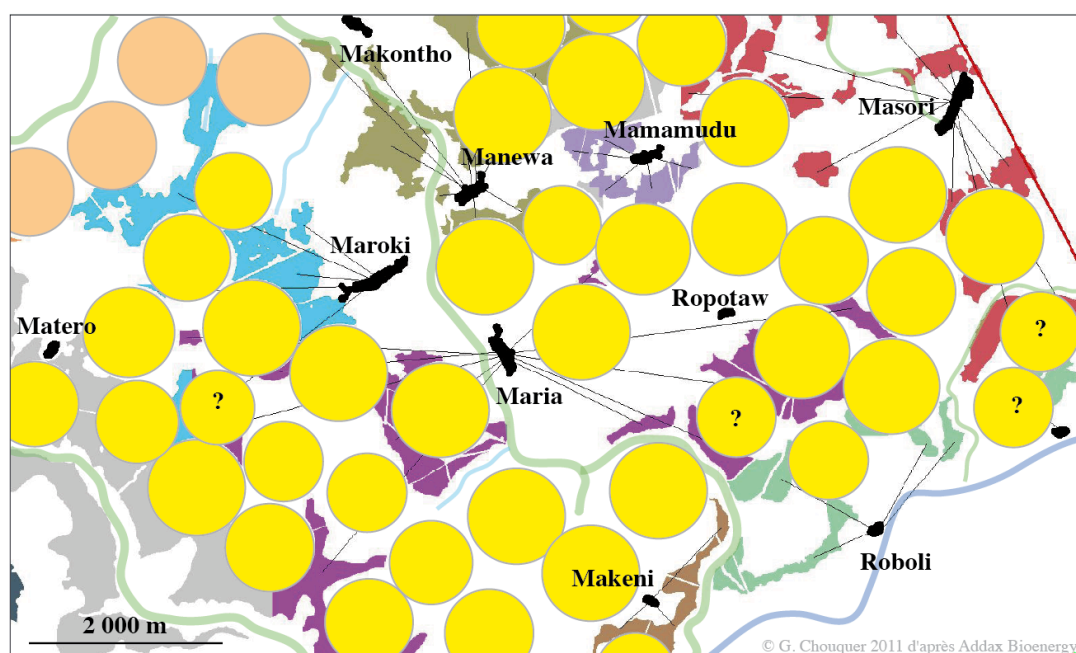 Makontho
Masori
Mamamudu
Manewa
Maroki
Ropotaw
Matero
?
Maria
?
?
?
Roboli
Makeni
2 000 m
© G. Chouquer 2011 d'après Addax Bioenergy